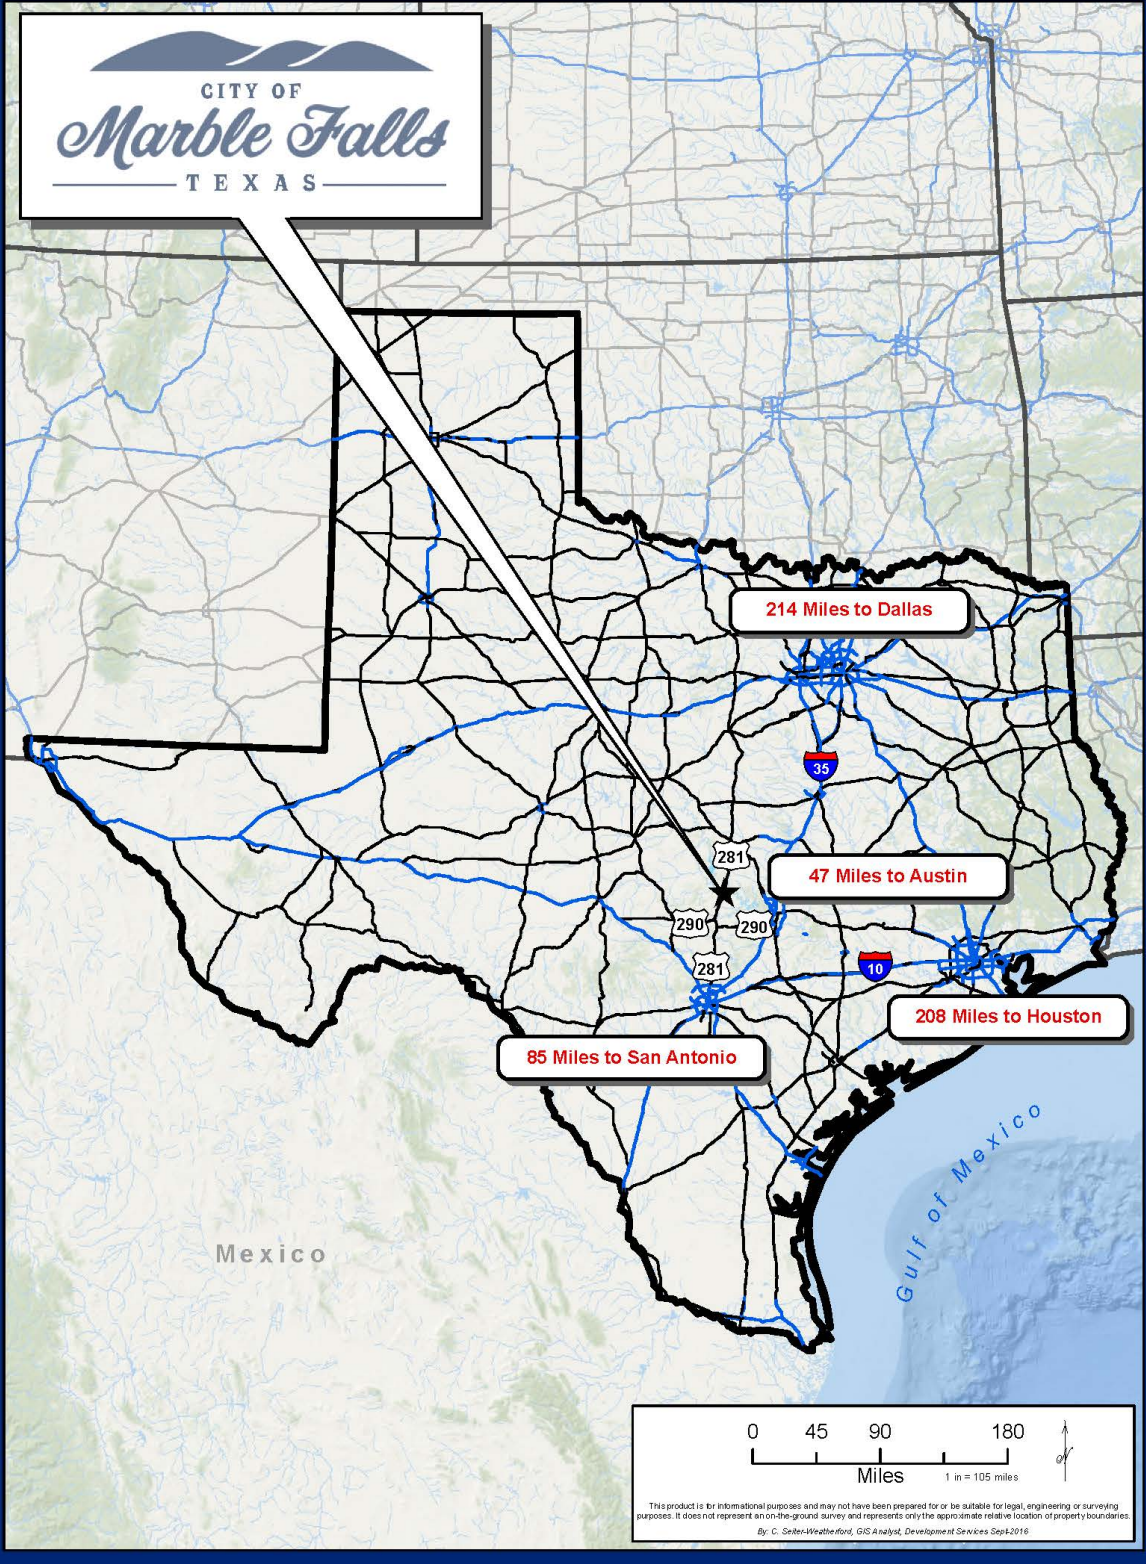 CITY OF
Marble Falls
TEXAS
214 Miles to Dallas
35
281
47 Miles to Austin
290
290
281
10
208 Miles to Houston
85 Miles to San Antonio
Gulf of Mexico
Mexico
0 45 90 180
Miles
1 in = 105 miles
N
This product is for informational purposes and may not have been prepared for or be suitable for legal, engineering or surveying
purposes. It does not represent an on-the-ground survey and represents only the approximate relative location of property boundaries.
By: C. Seiter-Weatherford, GIS Analyst, Development Services Sept-2016